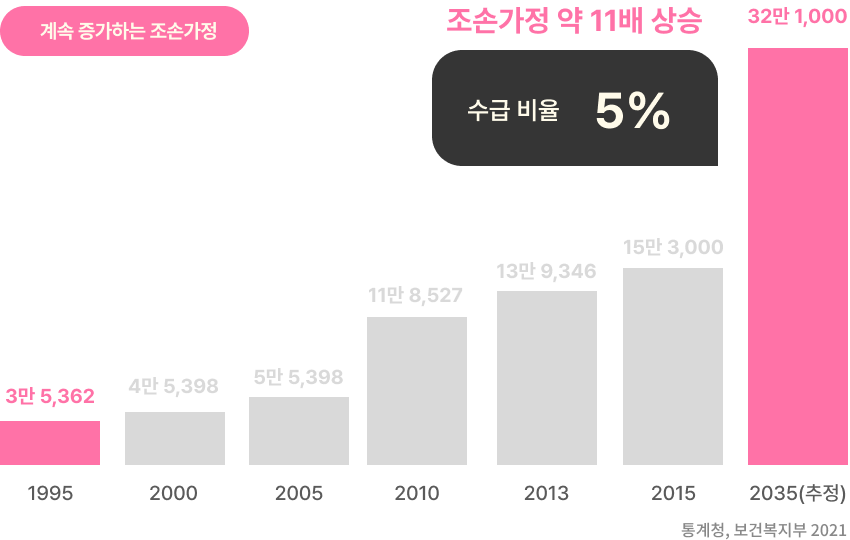 계속 증가하는 조손가정
조손가정 약 11배 상승
수급 비율 5%
3만 5,362
4만 5,398
5만 5,398
11만 8,527
13만 9,346
15만 3,000
32만 1,000
1995
2000
2005
2010
2013
2015
2035(추정)
통계청, 보건복지부 2021